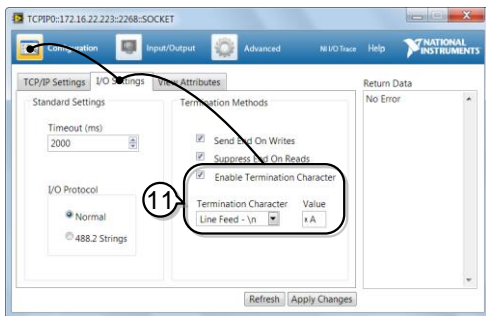 TCPIP0::172.16.22.223::2268::SOCKET
Configuration Input/Output Advanced NI I/O Trace Help NATIONAL INSTRUMENTS
TCP/IP Settings I/O Settings View Attributes
Return Data
Standard Settings
Termination Methods
No Error
Timeout (ms)
2000
Send End On Writes
Suppress End On Reads
Enable Termination Character
I/O Protocol
11
Termination Character Value
Normal
Line Feed - \n xA
488.2 Strings
Refresh Apply Changes